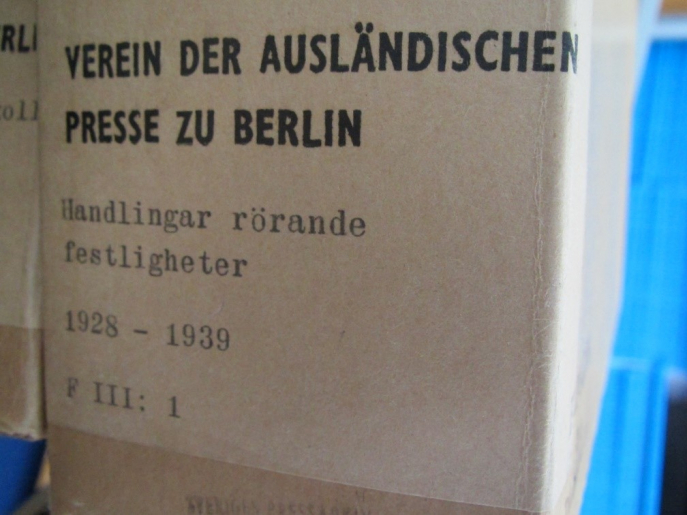 VEREIN DER AUSLÄNDISCHEN
PRESSE ZU BERLIN
Handlingar rörande
festligheter
1928 - 1939
F III: 1